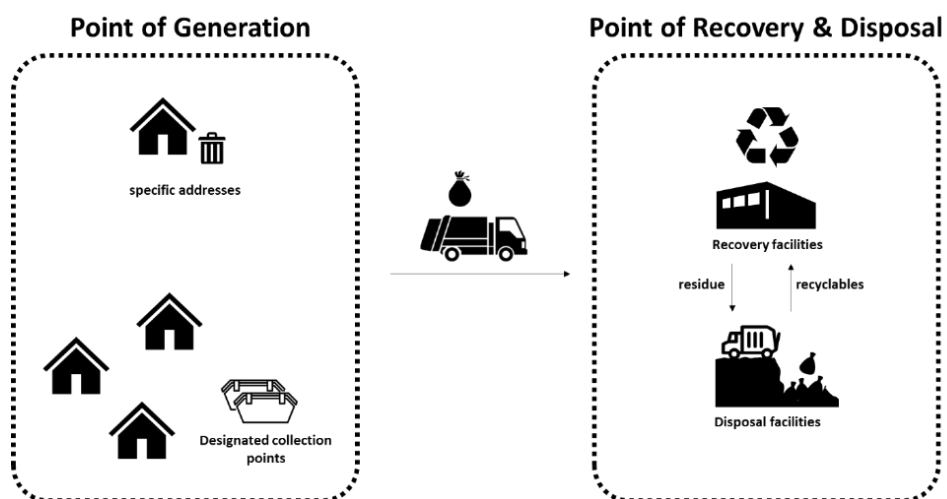 Point of Generation
specific addresses
Designated collection
points
Point of Recovery & Disposal
Recovery facilities
residue
recyclables
Disposal facilities